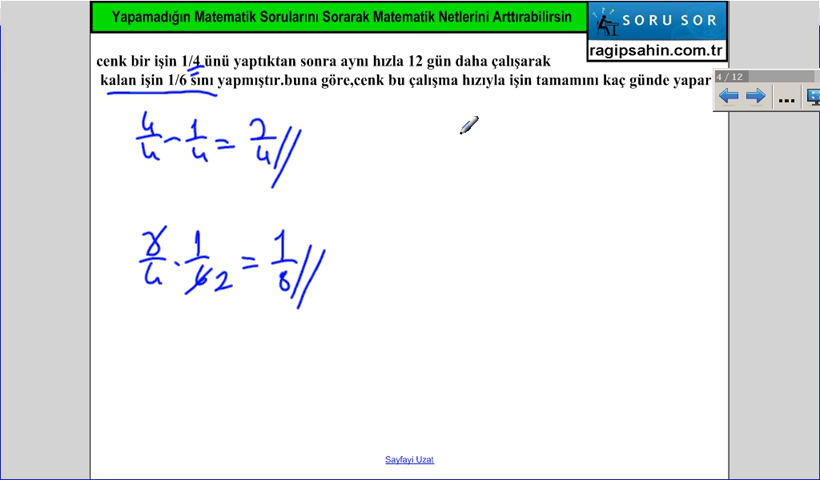 Yapamadığın Matematik Sorularını Sorarak Matematik Netlerini Arttırabilirsin
SORU SOR
ragipsahin.com.tr
cenk bir işin 1/4 ünü yaptıktan sonra aynı hızla 12 gün daha çalışarak
kalan işin 1/6 sını yapmıştır.buna göre,cenk bu çalışma hızıyla işin tamamını kaç günde yapar
4 / 12
...
4/4 - 1/4 = 3/4 //
3/4 . 1/6 2 = 1/8 //
Sayfayi Uzat